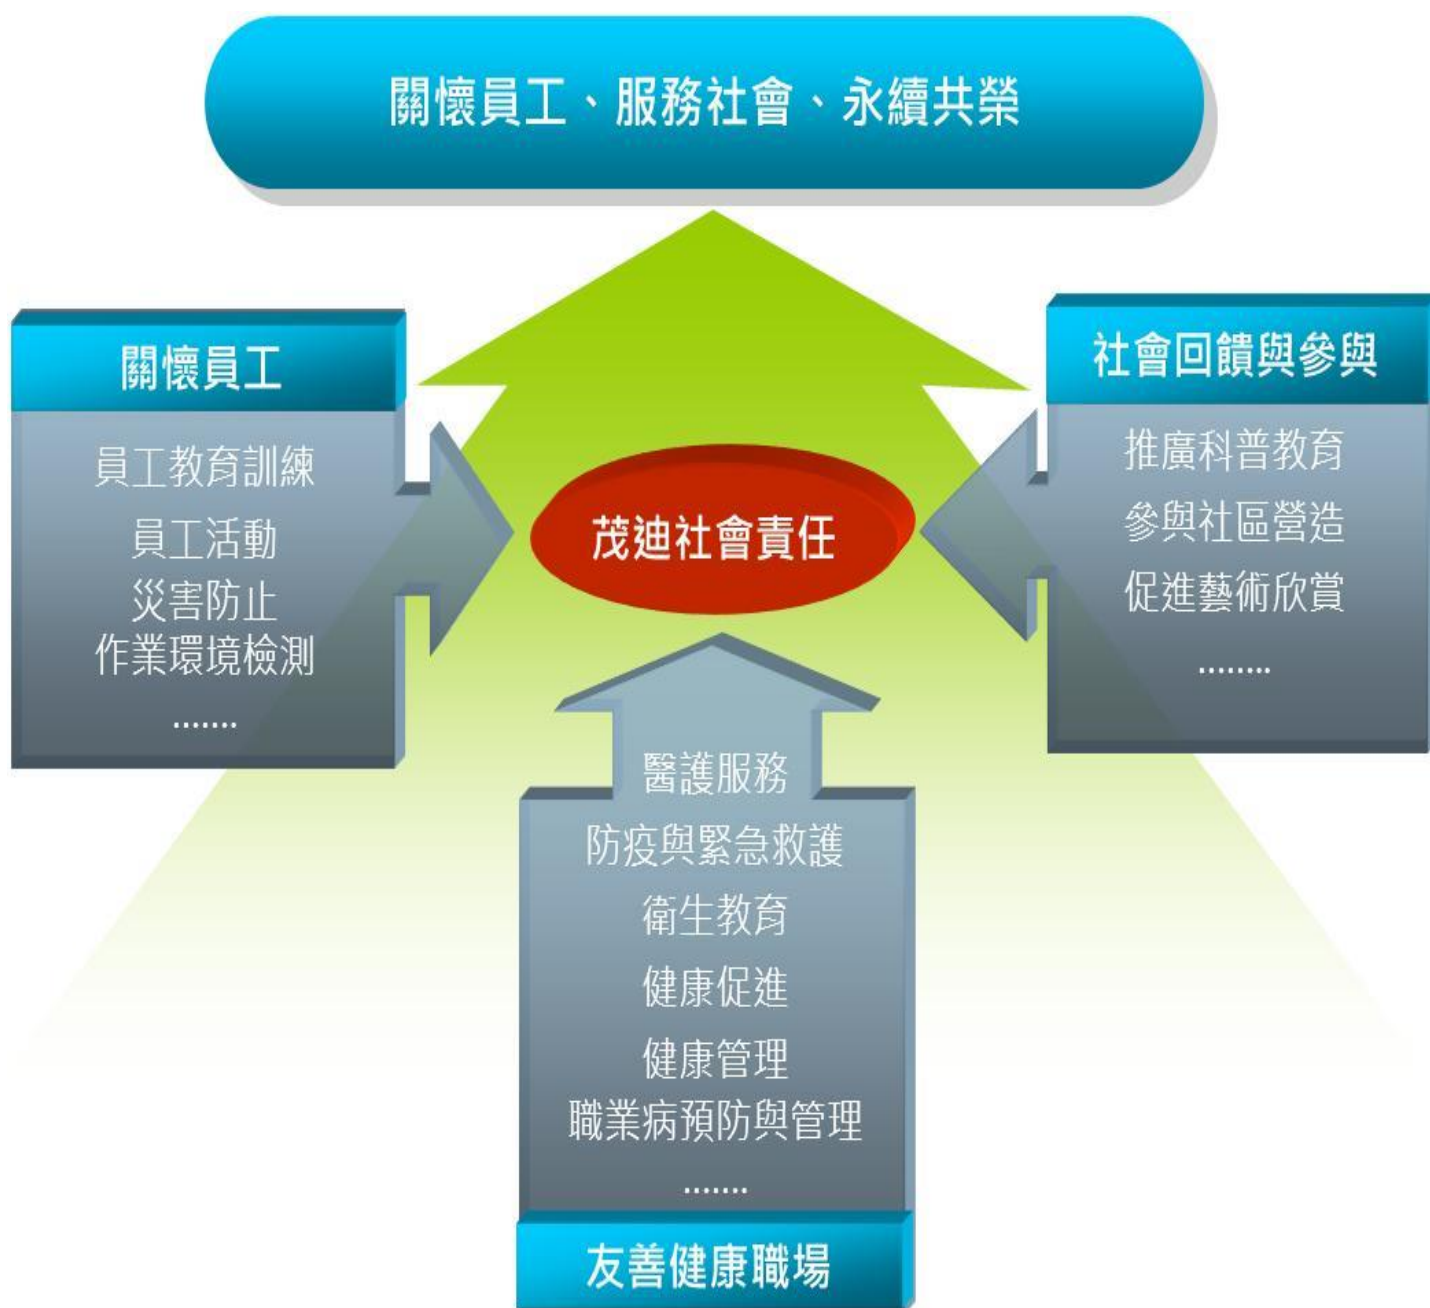 關懷員工、服務社會、永續共榮
關懷員工
員工教育訓練
員工活動
災害防止
作業環境檢測
.......
茂迪社會責任
社會回饋與參與
推廣科普教育
參與社區營造
促進藝術欣賞
........
醫護服務
防疫與緊急救護
衛生教育
健康促進
健康管理
職業病預防與管理
.......
友善健康職場